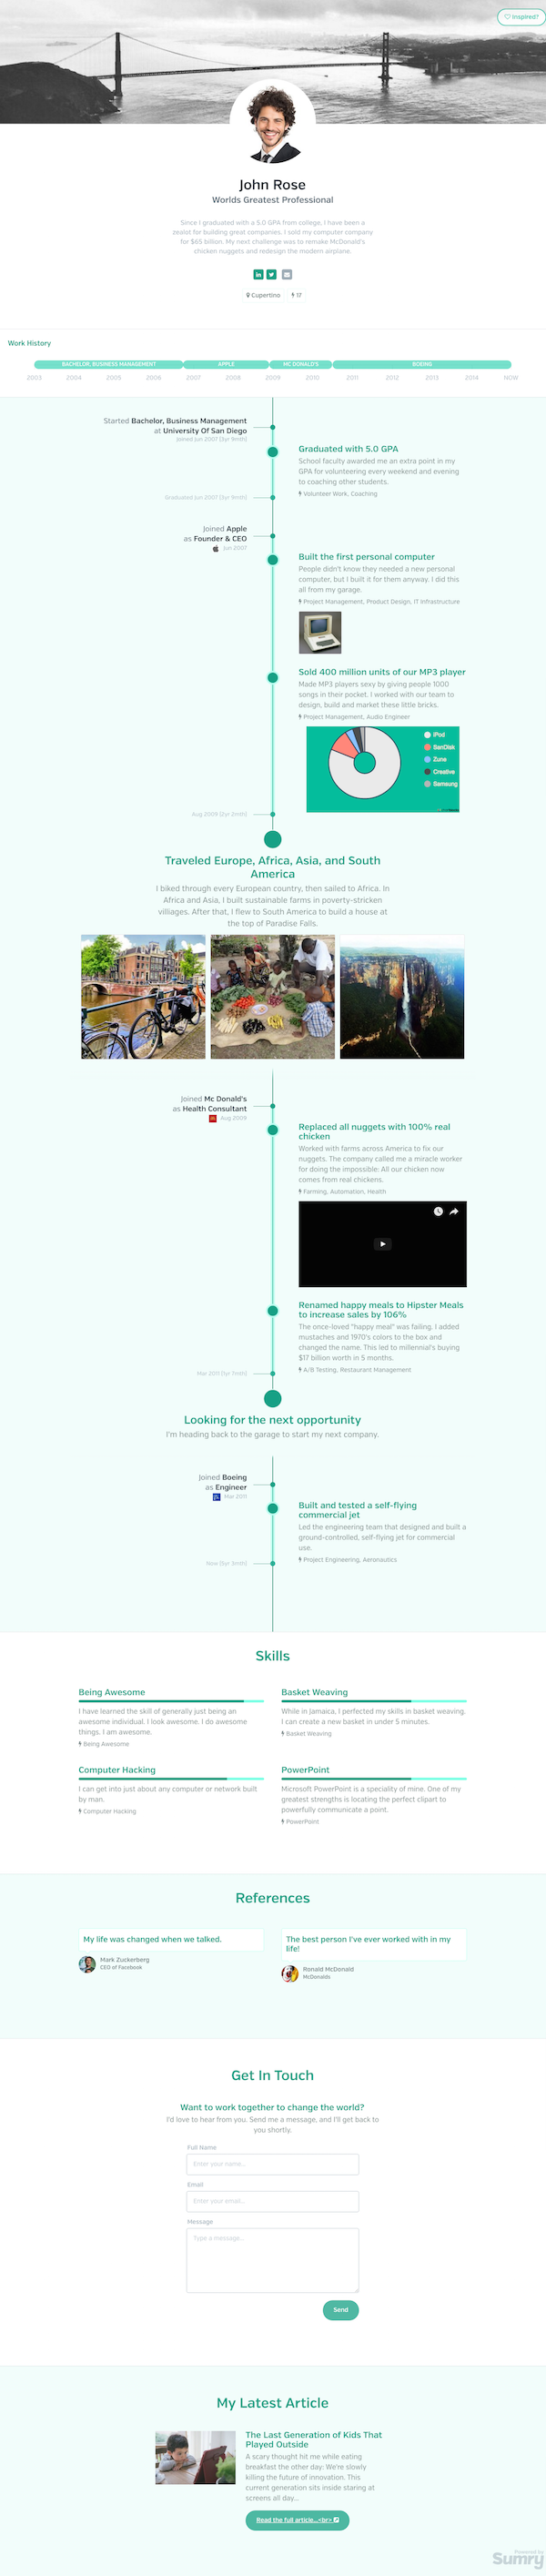 Inspired?
John Rose
Worlds Greatest Professional
Since I graduated with a 5.0 GPA from college, I have been a
zealot for building great companies. I sold my computer company
for $65 billion. My next challenge was to remake McDonald's
chicken nuggets and redesign the modern airplane.
Cupertino 17
Work History
BACHELOR, BUSINESS MANAGEMENT APPLE MC DONALD'S BOEING
2003 2004 2005 2006 2007 2008 2009 2010 2011 2012 2013 2014 NOW
Started Bachelor, Business Management
at University Of San Diego
Joined Jun 2007 (3yr 9mth)
Graduated with 5.0 GPA
School faculty awarded me an extra point in my
GPA for volunteering every weekend and evening
to coaching other students.
Volunteer Work, Coaching
Graduated Jun 2007 (3yr 9mth)
Joined Apple
as Founder & CEO
Jun 2007
Built the first personal computer
People didn't know they needed a new personal
computer, but I built it for them anyway. I did this
all from my garage.
Project Management, Product Design, IT Infrastructure
Sold 400 million units of our MP3 player
Made MP3 players sexy by giving people 1000
songs in their pocket. I worked with our team to
design, build and market these little bricks.
Project Management, Audio Engineer
iPod
SanDisk
Zune
Creative
Samsung
Aug 2009 (2yr 2mth)
Traveled Europe, Africa, Asia, and South
America
I biked through every European country, then sailed to Africa. In
Africa and Asia, I built sustainable farms in poverty-stricken
villiages. After that, I flew to South America to build a house at
the top of Paradise Falls.
Joined Mc Donald's
as Health Consultant
Aug 2009
Replaced all nuggets with 100% real
chicken
Worked with farms across America to fix our
nuggets. The company called me a miracle worker
for doing the impossible: All our chicken now
comes from real chickens.
Farming, Automation, Health
Renamed happy meals to Hipster Meals
to increase sales by 106%
The once-loved "happy meal" was failing. I added
mustaches and 1970's colors to the box and
changed the name. This led to millennial's buying
$17 billion worth in 5 months.
A/B Testing, Restaurant Management
Mar 2011 (1yr 7mth)
Looking for the next opportunity
I'm heading back to the garage to start my next company.
Joined Boeing
as Engineer
Mar 2011
Built and tested a self-flying
commercial jet
Led the engineering team that designed and built a
ground-controlled, self-flying jet for commercial
use.
Project Engineering, Aeronautics
Now (5yr 3mth)
Skills
Being Awesome
I have learned the skill of generally just being an
awesome individual. I look awesome. I do awesome
things. I am awesome.
Being Awesome
Basket Weaving
While in Jamaica, I perfected my skills in basket weaving.
I can create a new basket in under 5 minutes.
Basket Weaving
Computer Hacking
I can get into just about any computer or network built
by man.
Computer Hacking
PowerPoint
Microsoft PowerPoint is a speciality of mine. One of my
greatest strengths is locating the perfect clipart to
powerfully communicate a point.
PowerPoint
References
My life was changed when we talked.
Mark Zuckerberg
CEO of Facebook
The best person I've ever worked with in my
life!
Ronald McDonald
McDonalds
Get In Touch
Want to work together to change the world?
I'd love to hear from you. Send me a message, and I'll get back to
you shortly.
Full Name
Enter your name...
Email
Enter your email...
Message
Type a message...
Send
My Latest Article
The Last Generation of Kids That
Played Outside
A scary thought hit me while eating
breakfast the other day: We're slowly
killing the future of innovation. This
current generation sits inside staring at
screens all day...
Read the full article...<br>
Powered by
Sumry